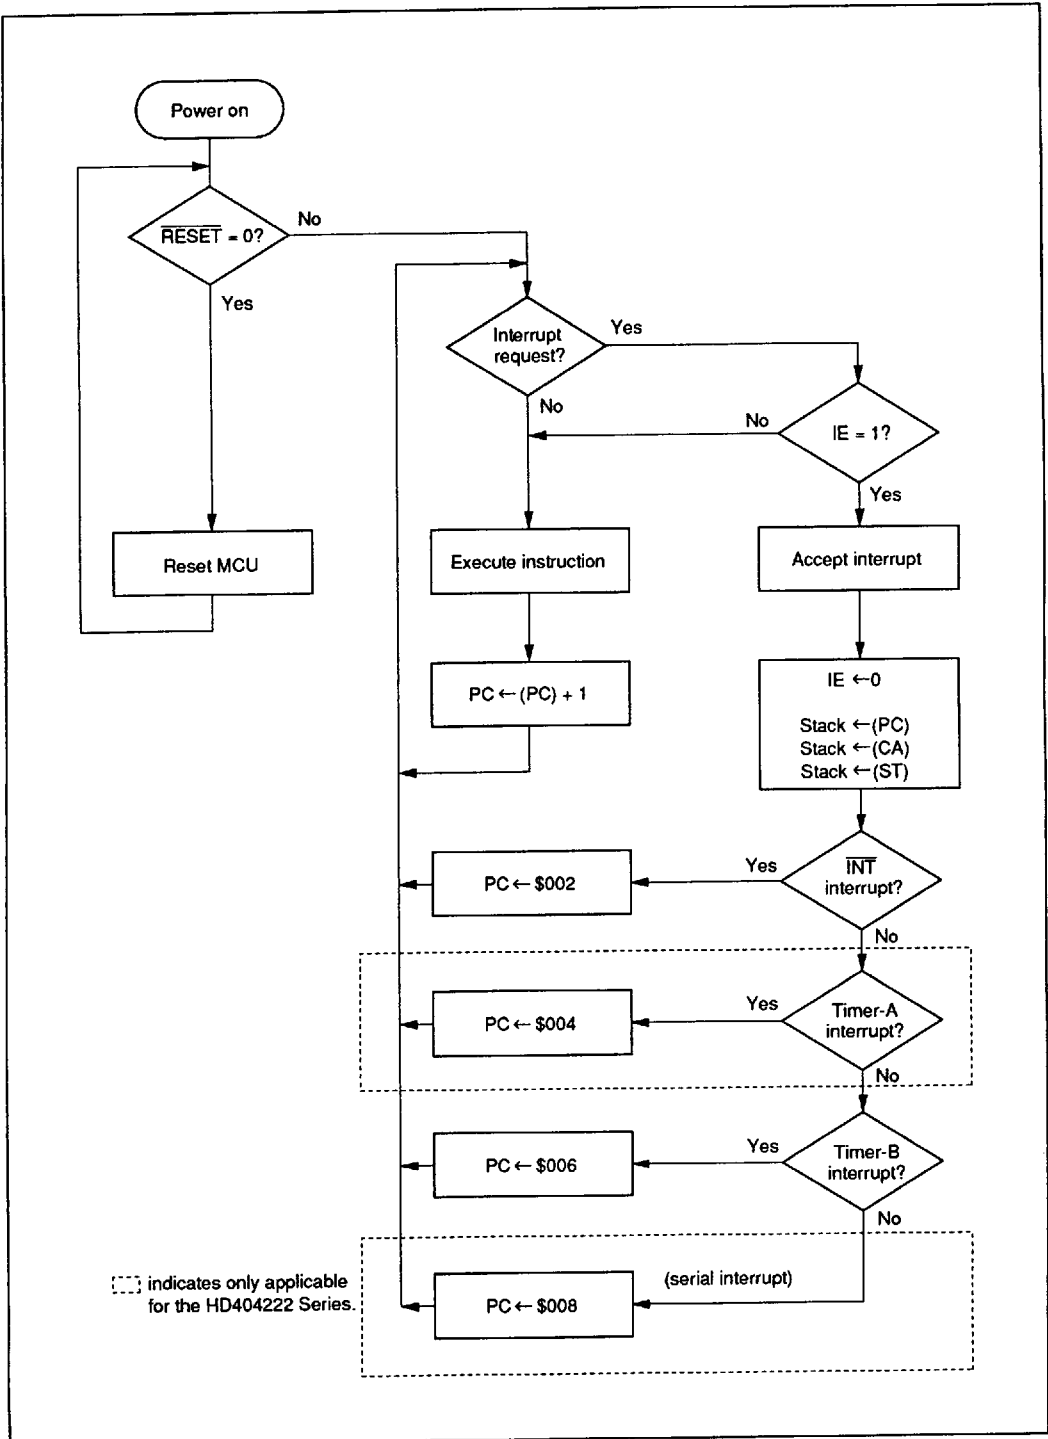 Power on
RESET = 0?
No
Yes
Interrupt
request?
Yes
No
No
IE = 1?
Yes
Reset MCU
Execute instruction
Accept interrupt
PC ← (PC) + 1
IE ←0
Stack ←(PC)
Stack ←(CA)
Stack ←(ST)
INT
interrupt?
Yes
PC ← $002
No
Timer-A
interrupt?
Yes
PC ← $004
No
Timer-B
interrupt?
Yes
PC ← $006
No
(serial interrupt)
PC ← $008
indicates only applicable
for the HD404222 Series.